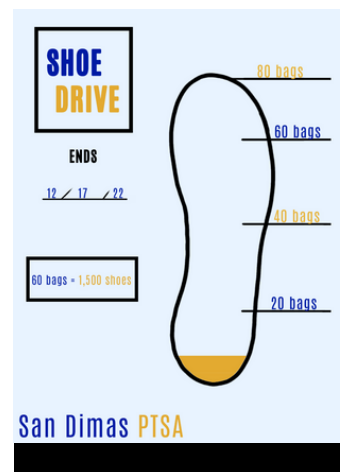 SHOE
DRIVE
ENDS
12 / 17 / 22
60 bags = 1,500 shoes
80 bags
60 bags
40 bags
20 bags
San Dimas PTSA